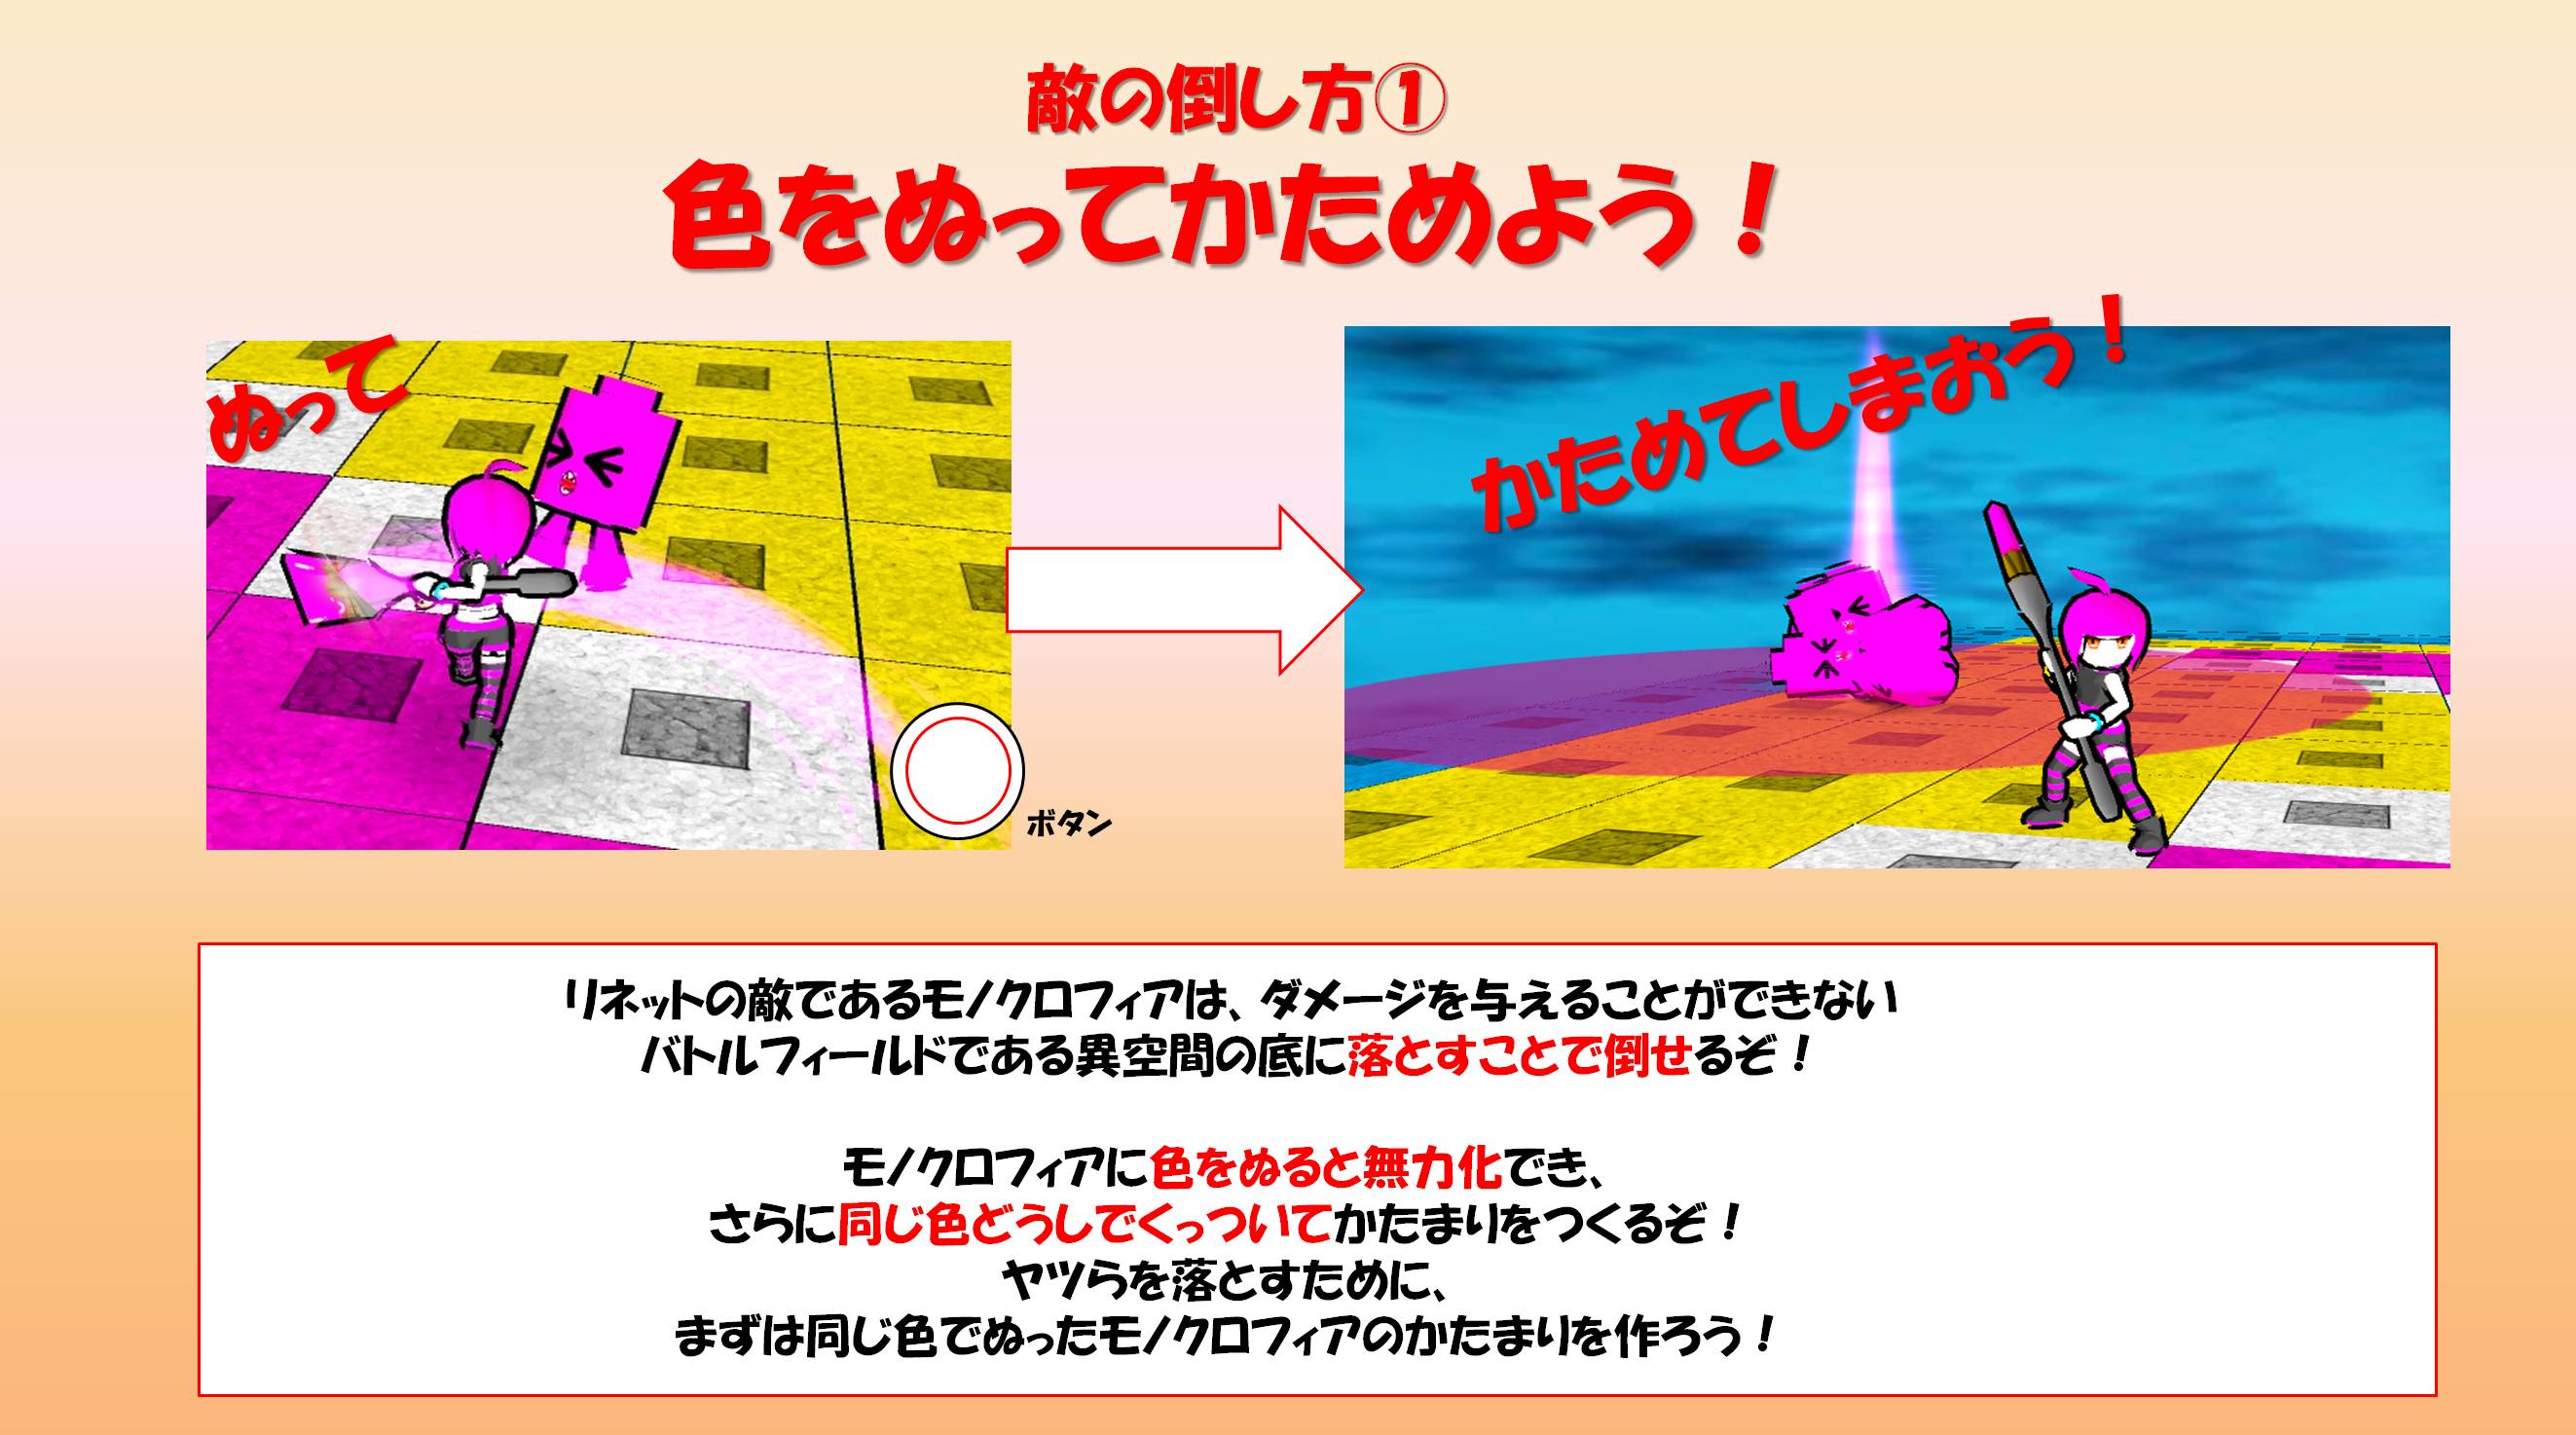 敵の倒し方①
色をぬってかためよう！
ぬって
かためてしまおう！
ボタン
リネットの敵であるモノクロフィアは、ダメージを与えることができない
バトルフィールドである異空間の底に落とすことで倒せるぞ！
モノクロフィアに色をぬると無力化でき、
さらに同じ色どうしでくっついてかたまりをつくるぞ！
ヤツらを落とすために、
まずは同じ色でぬったモノクロフィアのかたまりを作ろう！